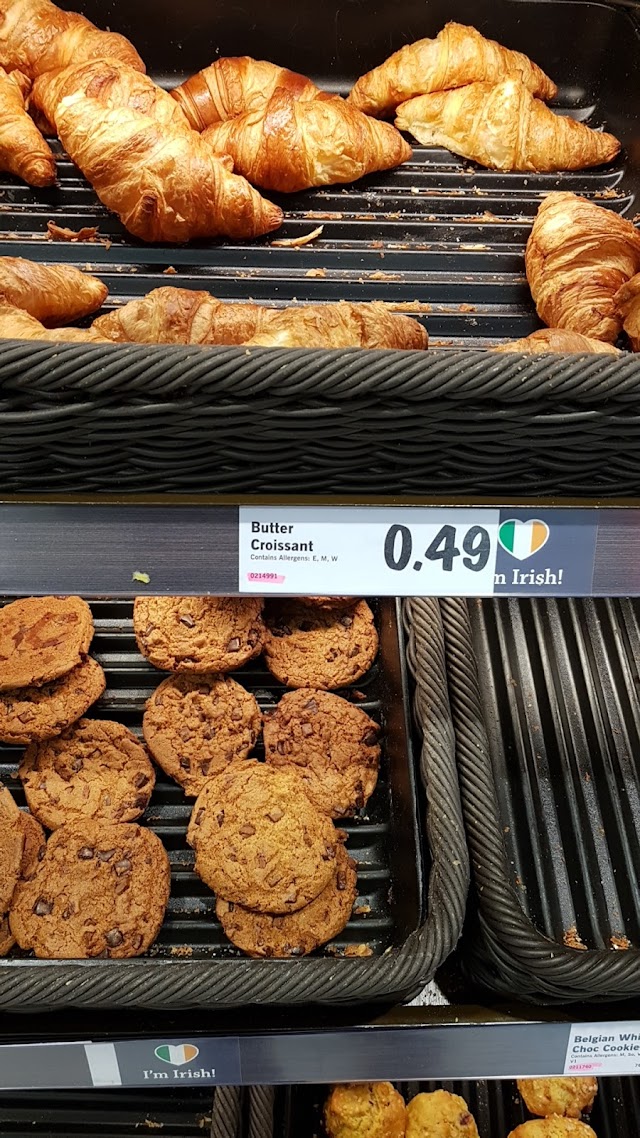 Butter
Croissant
Contains Allergens: E, M, W
0214991
0.49
m Irish!
I'm Irish!
Belgian Whi
Choc Cookie